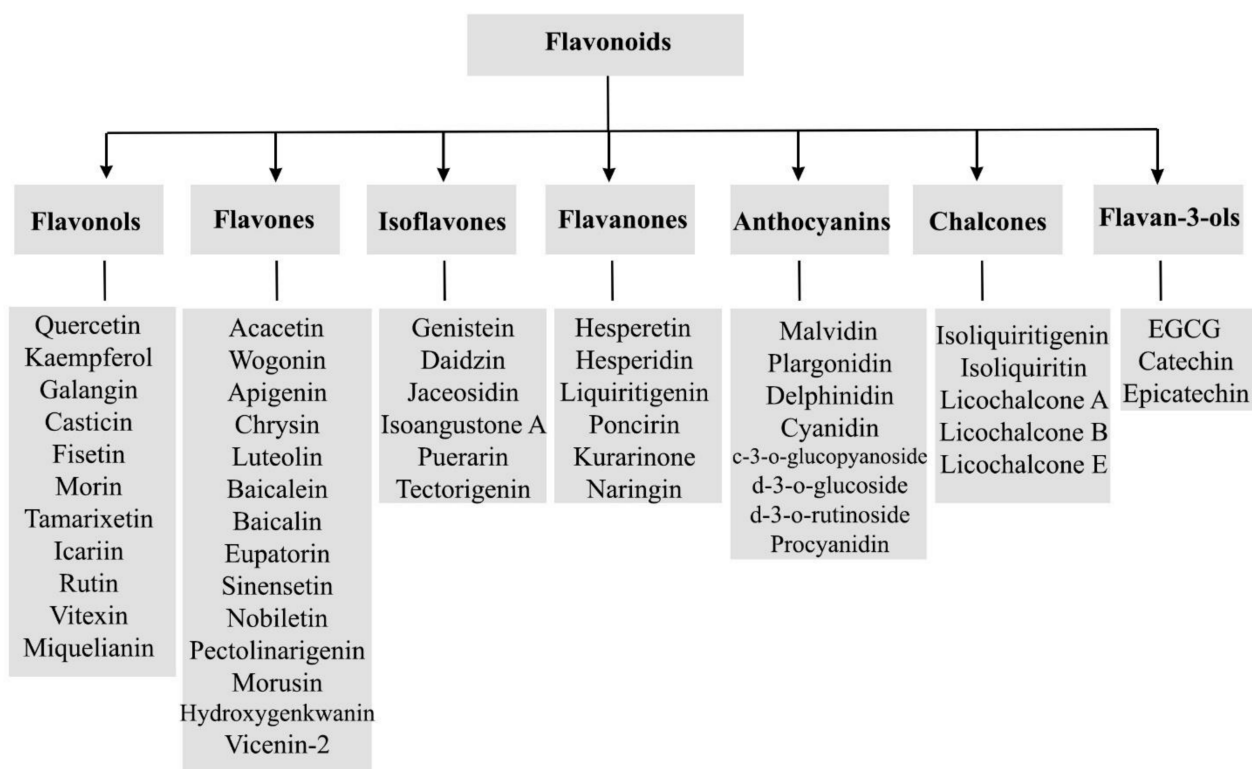 Flavonoids
Flavonols
Flavones
Isoflavones
Flavanones
Anthocyanins
Chalcones
Flavan-3-ols
Quercetin
Kaempferol
Galangin
Casticin
Fisetin
Morin
Tamarixetin
Icariin
Rutin
Vitexin
Miquelianin
Acacetin
Wogonin
Apigenin
Chrysin
Luteolin
Baicalein
Baicalin
Eupatorin
Sinensetin
Nobiletin
Pectolinarigenin
Morusin
Hydroxygenkwanin
Vicenin-2
Genistein
Daidzin
Jaceosidin
Isoangustone A
Puerarin
Tectorigenin
Hesperetin
Hesperidin
Liquiritigenin
Poncirin
Kurarinone
Naringin
Malvidin
Plargonidin
Delphinidin
Cyanidin
c-3-o-glucopyanoside
d-3-o-glucoside
d-3-o-rutinoside
Procyanidin
Isoliquiritigenin
Isoliquiritin
Licochalcone A
Licochalcone B
Licochalcone E
EGCG
Catechin
Epicatechin